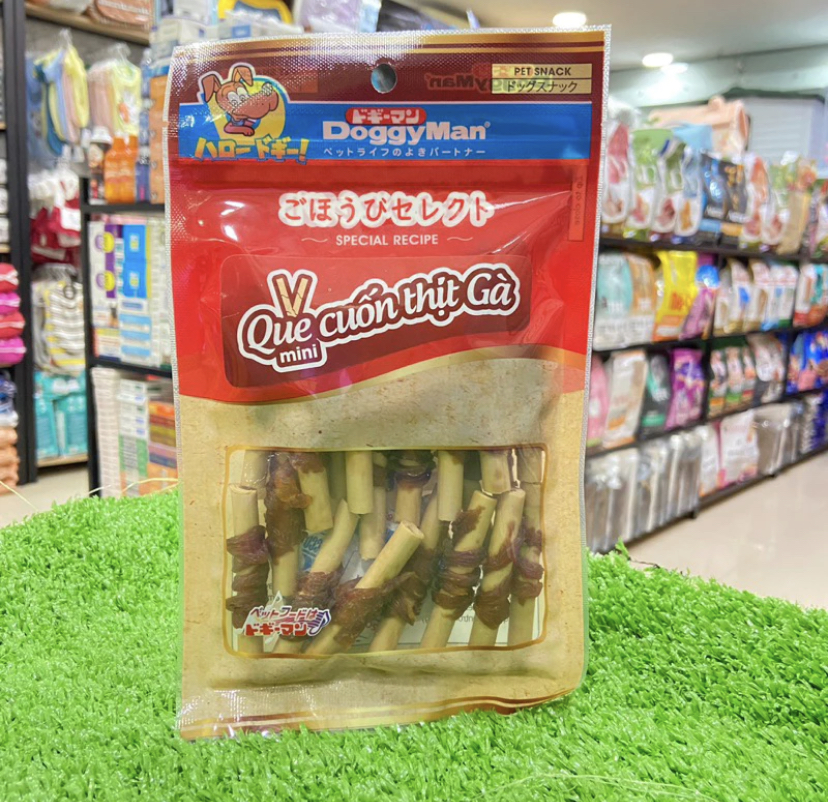 PET SNACK
ドッグスナック
ハロードギー!
ドギーマン
DoggyMan
ペットライフのよきパートナー
ごほうびセレクト
SPECIAL RECIPE
Que cuốn thịt Gà
mini
ペットフードは
ドギーマン